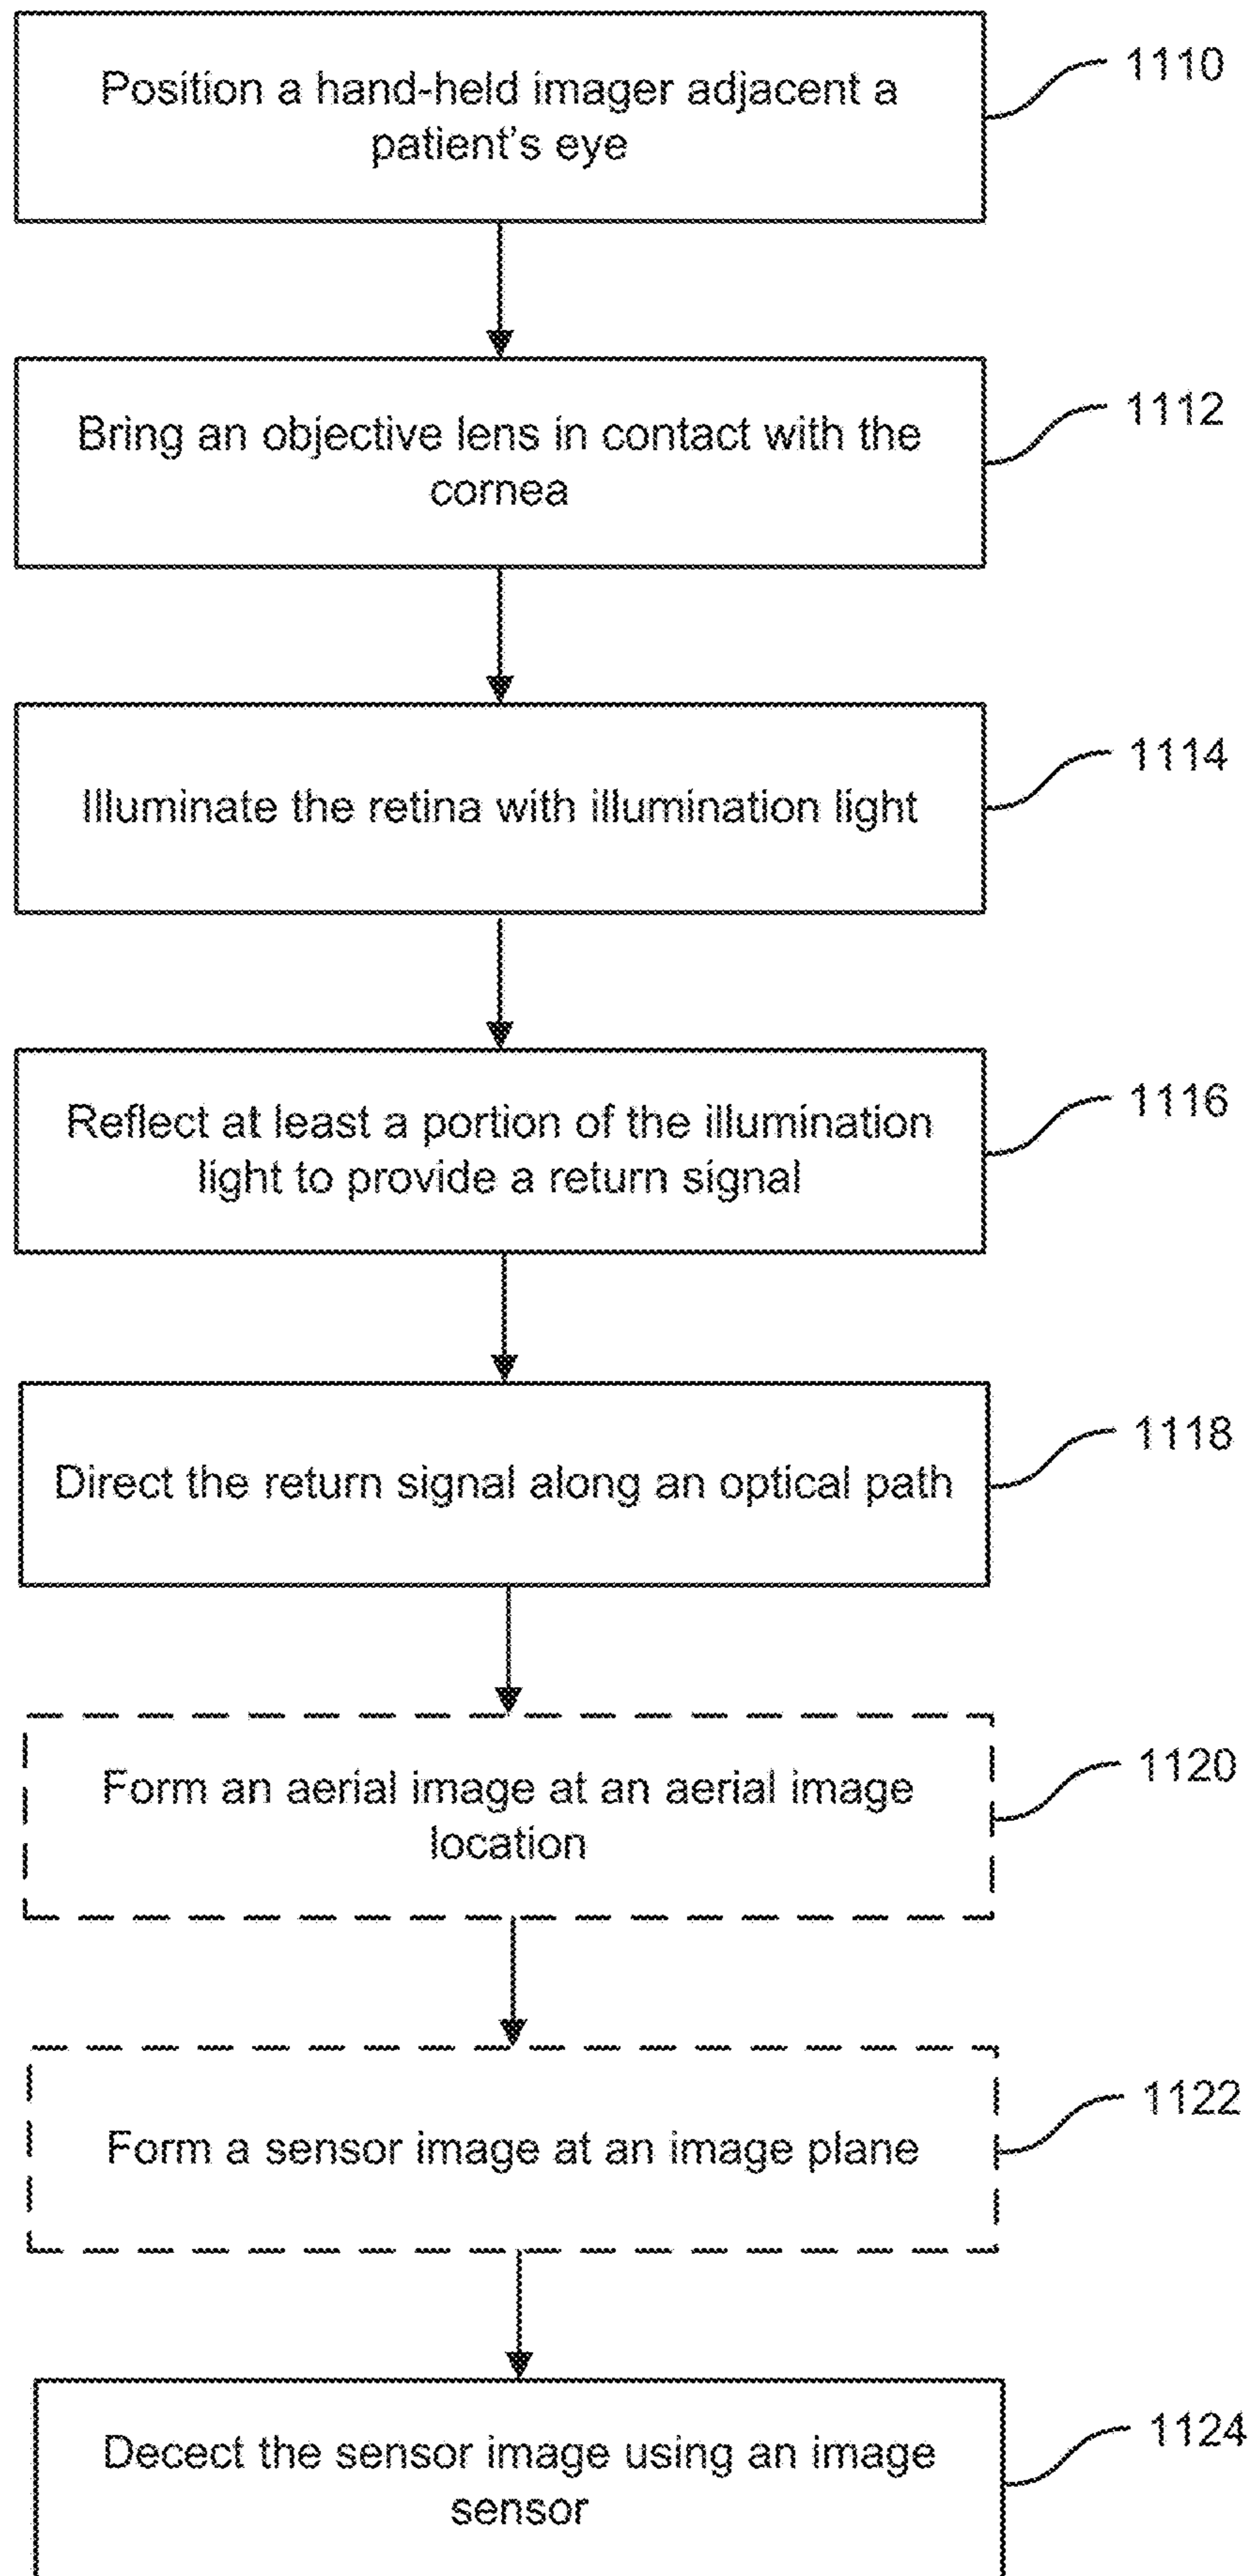 Position a hand-held imager adjacent a
patient's eye
1110
Bring an objective lens in contact with the
cornea
1112
Illuminate the retina with illumination light
1114
Reflect at least a portion of the illumination
light to provide a return signal
1116
Direct the return signal along an optical path
1118
Form an aerial image at an aerial image
location
1120
Form a sensor image at an image plane
1122
Decect the sensor image using an image
sensor
1124